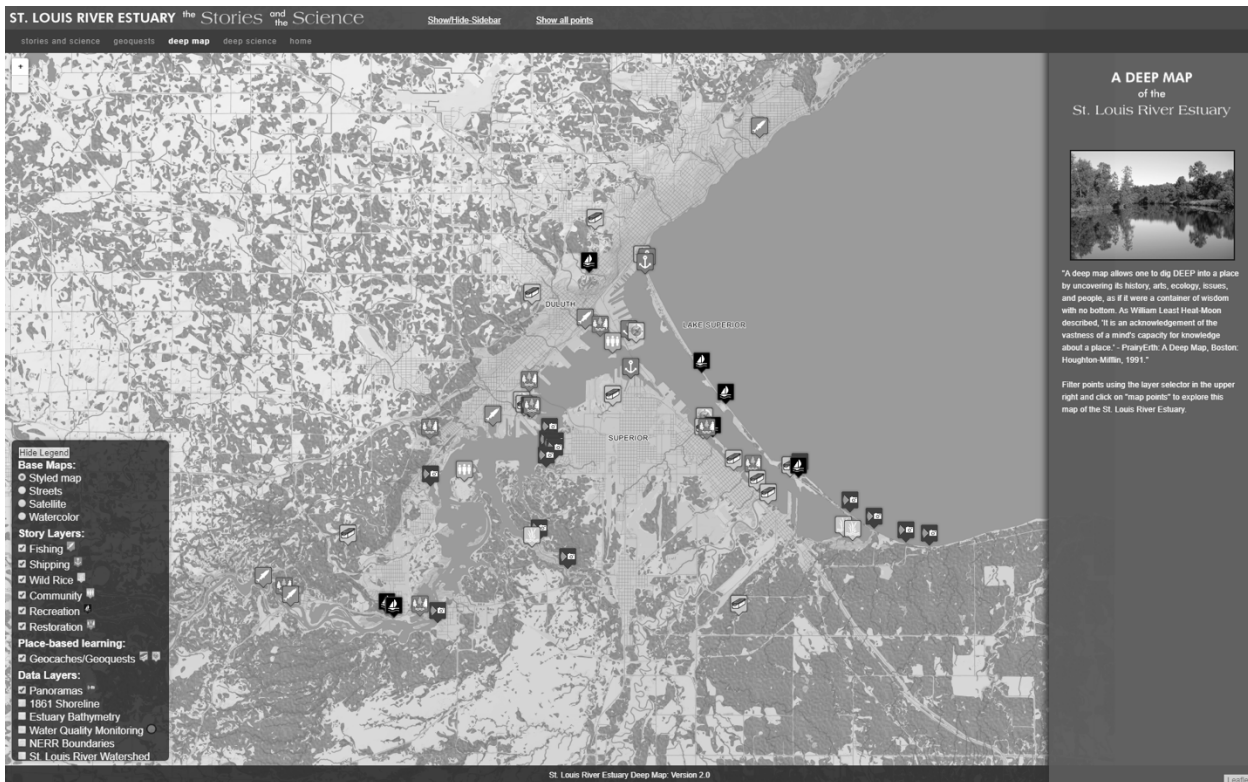 ST. LOUIS RIVER ESTUARY the Stories and the Science
Show/Hide-Sidebar
Show all points
stories and science geoquests deep map deep science home
+
-
DULUTH
LAKE SUPERIOR
SUPERIOR
Hide Legend
Base Maps:
Styled map
Streets
Satellite
Watercolor
Story Layers:
Fishing
Shipping
Wild Rice
Community
Recreation
Restoration
Place-based learning:
Geocaches/Geoquests
Data Layers:
Panoramas
1861 Shoreline
Estuary Bathymetry
Water Quality Monitoring
NERR Boundaries
St. Louis River Watershed
A DEEP MAP
of the
St. Louis River Estuary
"A deep map allows one to dig DEEP into a place
by uncovering its history, arts, ecology, issues,
and people, as if it were a container of wisdom
with no bottom. As William Least Heat-Moon
described, 'It is an acknowledgement of the
vastness of a mind's capacity for knowledge
about a place.' - PrairyErth: A Deep Map, Boston:
Houghton-Mifflin, 1991."
Filter points using the layer selector in the upper
right and click on "map points" to explore this
map of the St. Louis River Estuary.
St. Louis River Estuary Deep Map: Version 2.0